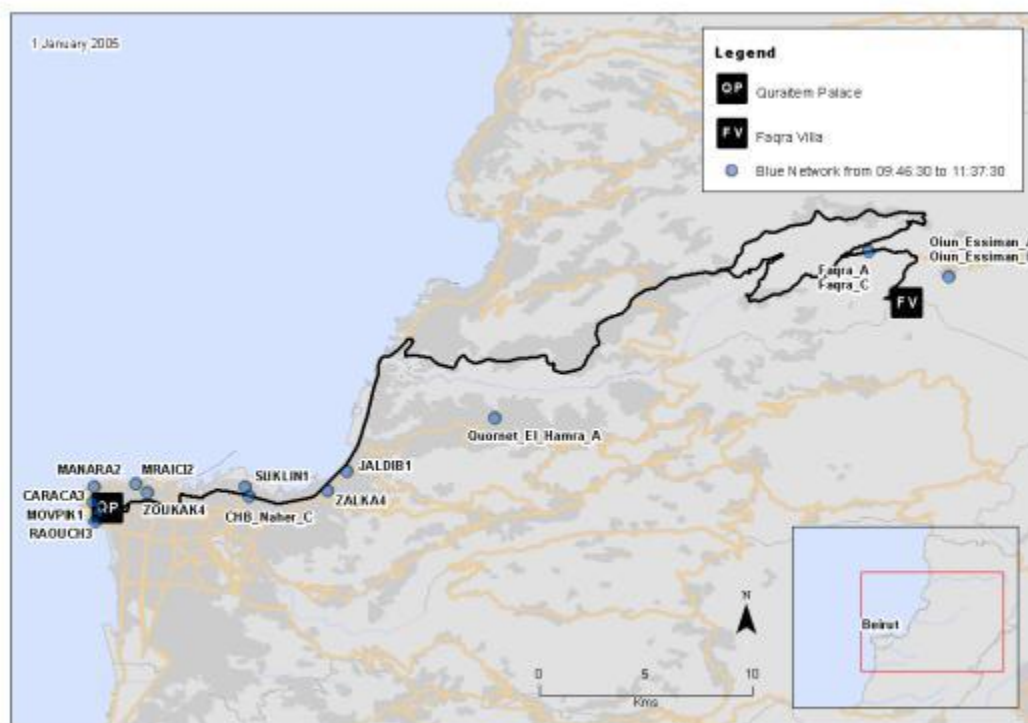 1 January 2005
Legend
QP
Quraitem Palace
FV
Faqra Villa
Blue Network from 09:46:30 to 11:37:30
Oiun_Essiman_A
Oiun_Essiman_
Faqra_A
Faqra_C
FV
Quornet_El_Hamra_A
MANARA2
MRAICI2
SUKLIN1
JALDIB1
CARACA3
QP
ZOUKAK4
ZALKA4
MOVPIK1
CHB_Naher_C
RAOUCH3
N
Beirut
0
5
10
Kms